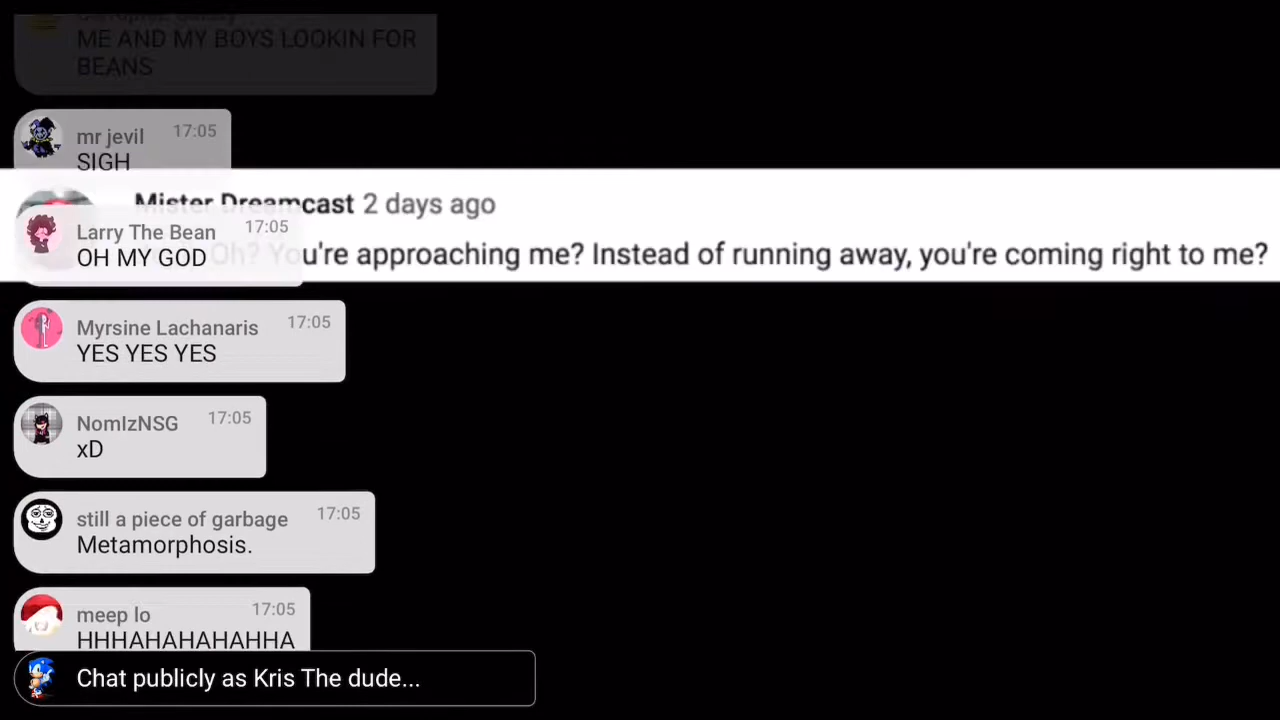 ME AND MY BOYS LOOKIN FOR
BEANS
mr jevil 17:05
SIGH
Mister Dreamcast 2 days ago
Larry The Bean 17:05
OH MY GOD
Oh? You're approaching me? Instead of running away, you're coming right to me?
Myrsine Lachanaris 17:05
YES YES YES
NomIzNSG 17:05
xD
still a piece of garbage 17:05
Metamorphosis.
meep lo 17:05
HHHAHAHAHAHHA
Chat publicly as Kris The dude...